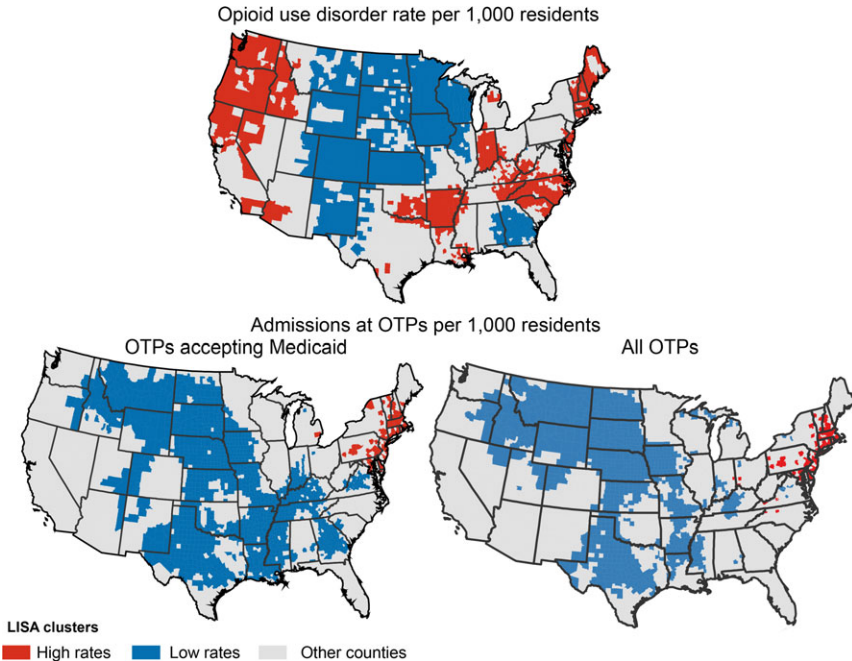 Opioid use disorder rate per 1,000 residents
Admissions at OTPs per 1,000 residents
OTPs accepting Medicaid
All OTPs
LISA clusters
High rates
Low rates
Other counties